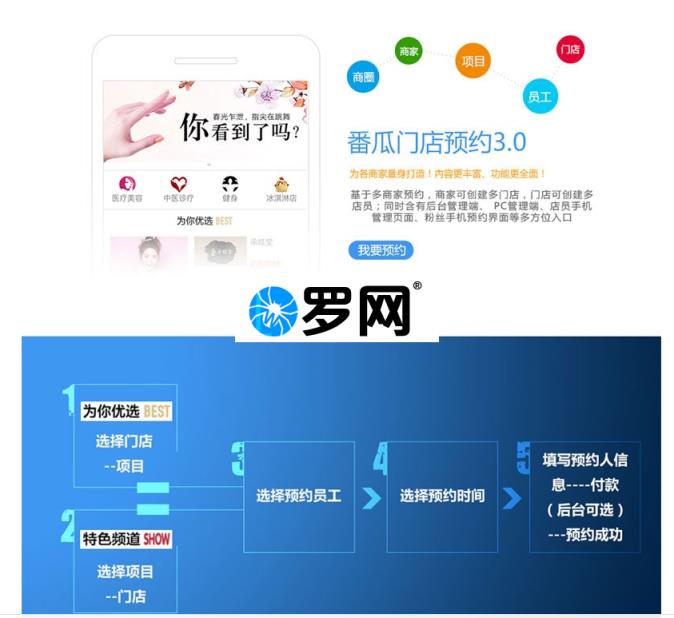 商圈
商家
项目
员工
门店
你看到了吗?
春光乍泄,指尖在跳舞
医疗美容
中医诊疗
健身
冰淇淋店
为你优选 BEST
番瓜门店预约3.0
为各商家量身打造!内容更丰富、功能更全面!
基于多商家预约,商家可创建多门店,门店可创建多
店员;同时含有后台管理端、PC管理端、店员手机
管理页面、粉丝手机预约界面等多方位入口
我要预约
罗网®
1
为你优选 BEST
选择门店
--项目
2
特色频道 SHOW
选择项目
--门店
3
选择预约员工
4
选择预约时间
5
填写预约人信
息----付款
(后台可选)
---预约成功